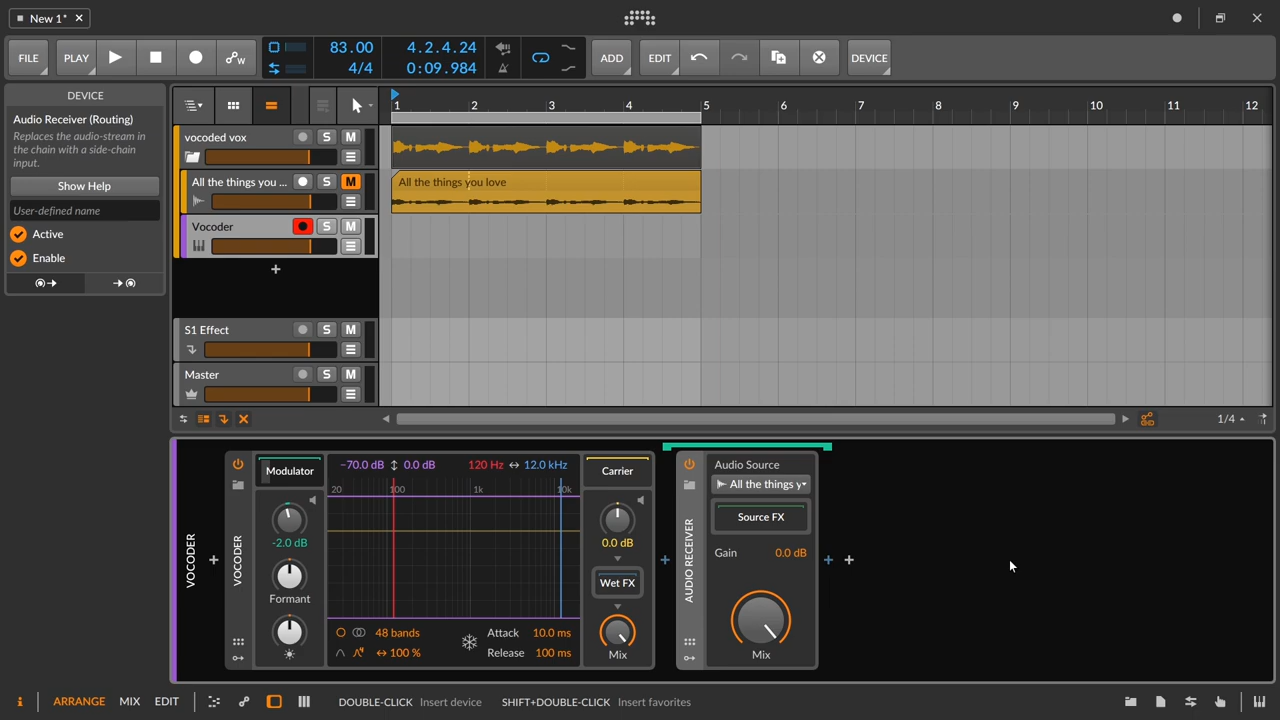 New 1*
FILE
PLAY
83.00
4/4
4.2.4.24
0:09.984
ADD
EDIT
DEVICE
DEVICE
Audio Receiver (Routing)
Replaces the audio-stream in
the chain with a side-chain
input.
Show Help
User-defined name
Active
Enable
1 2 3 4 5 6 7 8 9 10 11 12
vocoded vox S M
All the things you ... S M
All the things you love
Vocoder S M
+
S1 Effect S M
Master S M
1/4
VOCODER
+
VOCODER
Modulator
-2.0 dB
Formant
−70.0 dB 0.0 dB 120 Hz 12.0 kHz
20 100 1k 10k
48 bands
100 %
Attack 10.0 ms
Release 100 ms
Carrier
0.0 dB
Wet FX
Mix
+
AUDIO RECEIVER
Audio Source
All the things y
Source FX
Gain 0.0 dB
Mix
+ +
i ARRANGE MIX EDIT
DOUBLE-CLICK Insert device SHIFT+DOUBLE-CLICK Insert favorites